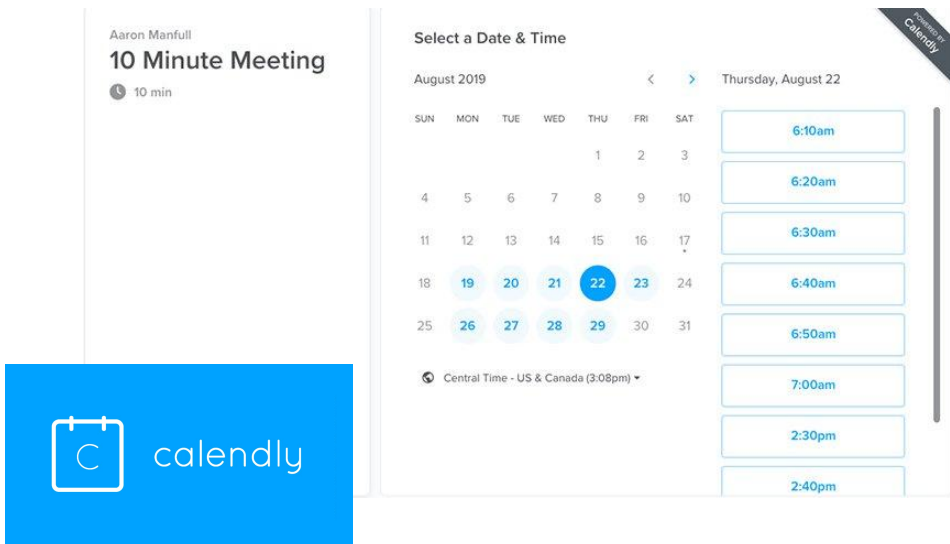 Aaron Manfull
10 Minute Meeting
10 min
Select a Date & Time
August 2019
SUN MON TUE WED THU FRI SAT
1 2 3
4 5 6 7 8 9 10
11 12 13 14 15 16 17
18 19 20 21 22 23 24
25 26 27 28 29 30 31
Central Time - US & Canada (3:08pm)
Thursday, August 22
6:10am
6:20am
6:30am
6:40am
6:50am
7:00am
2:30pm
2:40pm
POWERED BY
Calendly
C
calendly